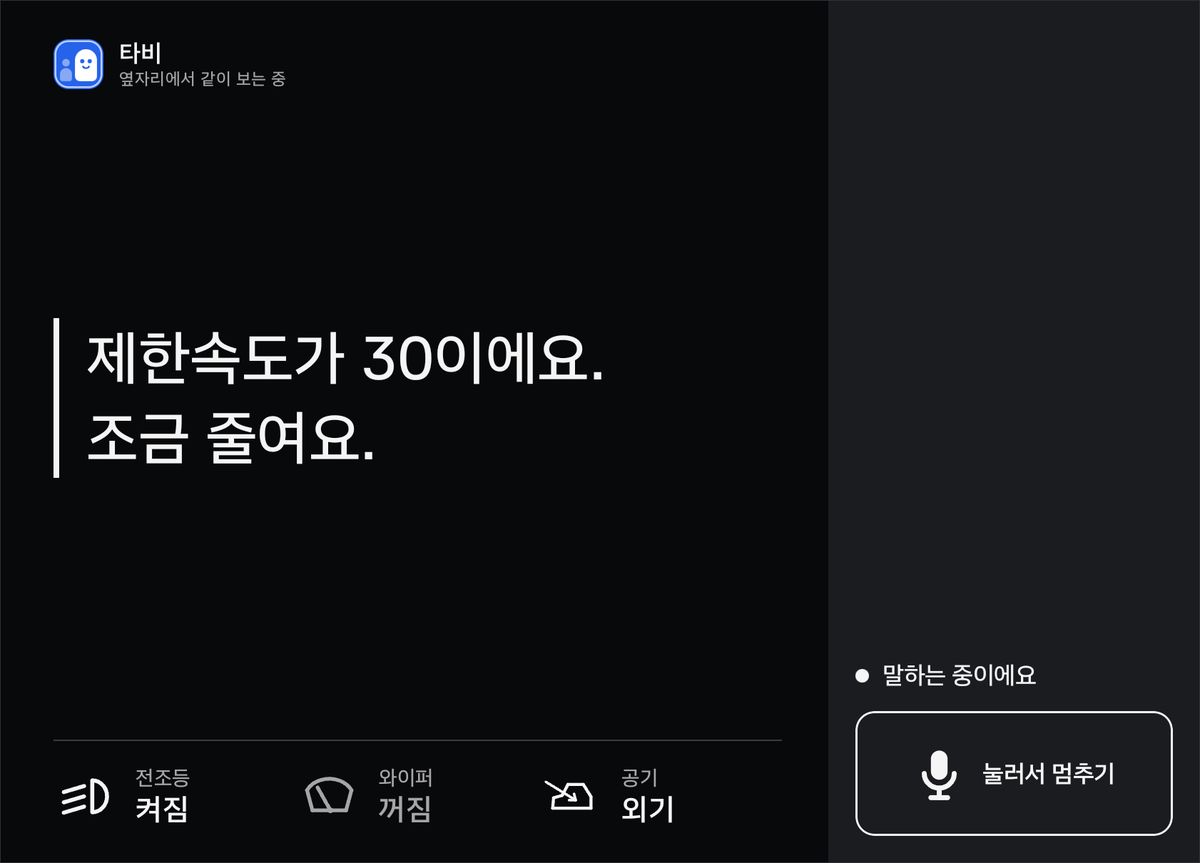 타비
옆자리에서 같이 보는 중
제한속도가 30이에요.
조금 줄여요.
말하는 중이에요
눌러서 멈추기
전조등
켜짐
와이퍼
꺼짐
공기
외기